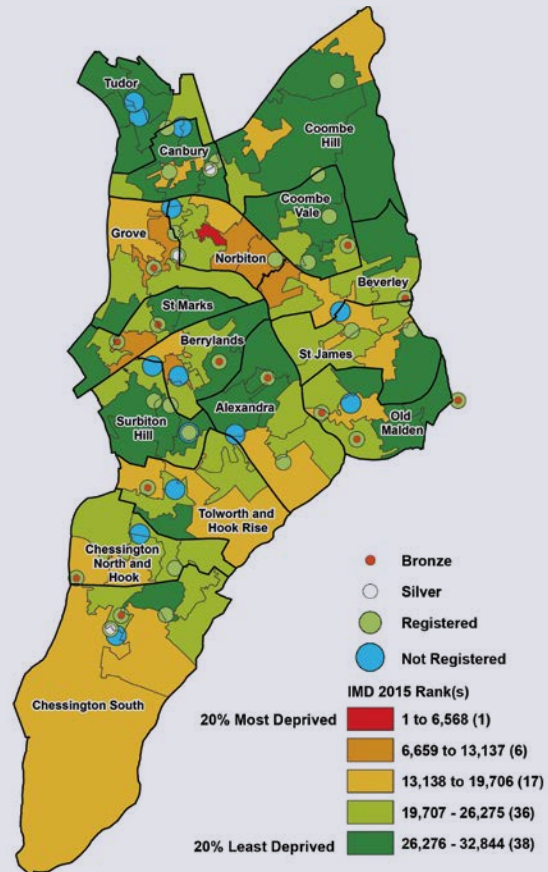 Tudor
Canbury
Coombe
Hill
Coombe
Vale
Grove
Norbiton
Beverley
St Marks
Berrylands
St James
Surbiton
Hill
Alexandra
Old
Malden
Tolworth and
Hook Rise
Chessington
North and
Hook
Chessington South
Bronze
Silver
Registered
Not Registered
IMD 2015 Rank(s)
20% Most Deprived
1 to 6,568 (1)
6,659 to 13,137 (6)
13,138 to 19,706 (17)
19,707 - 26,275 (36)
20% Least Deprived
26,276 - 32,844 (38)